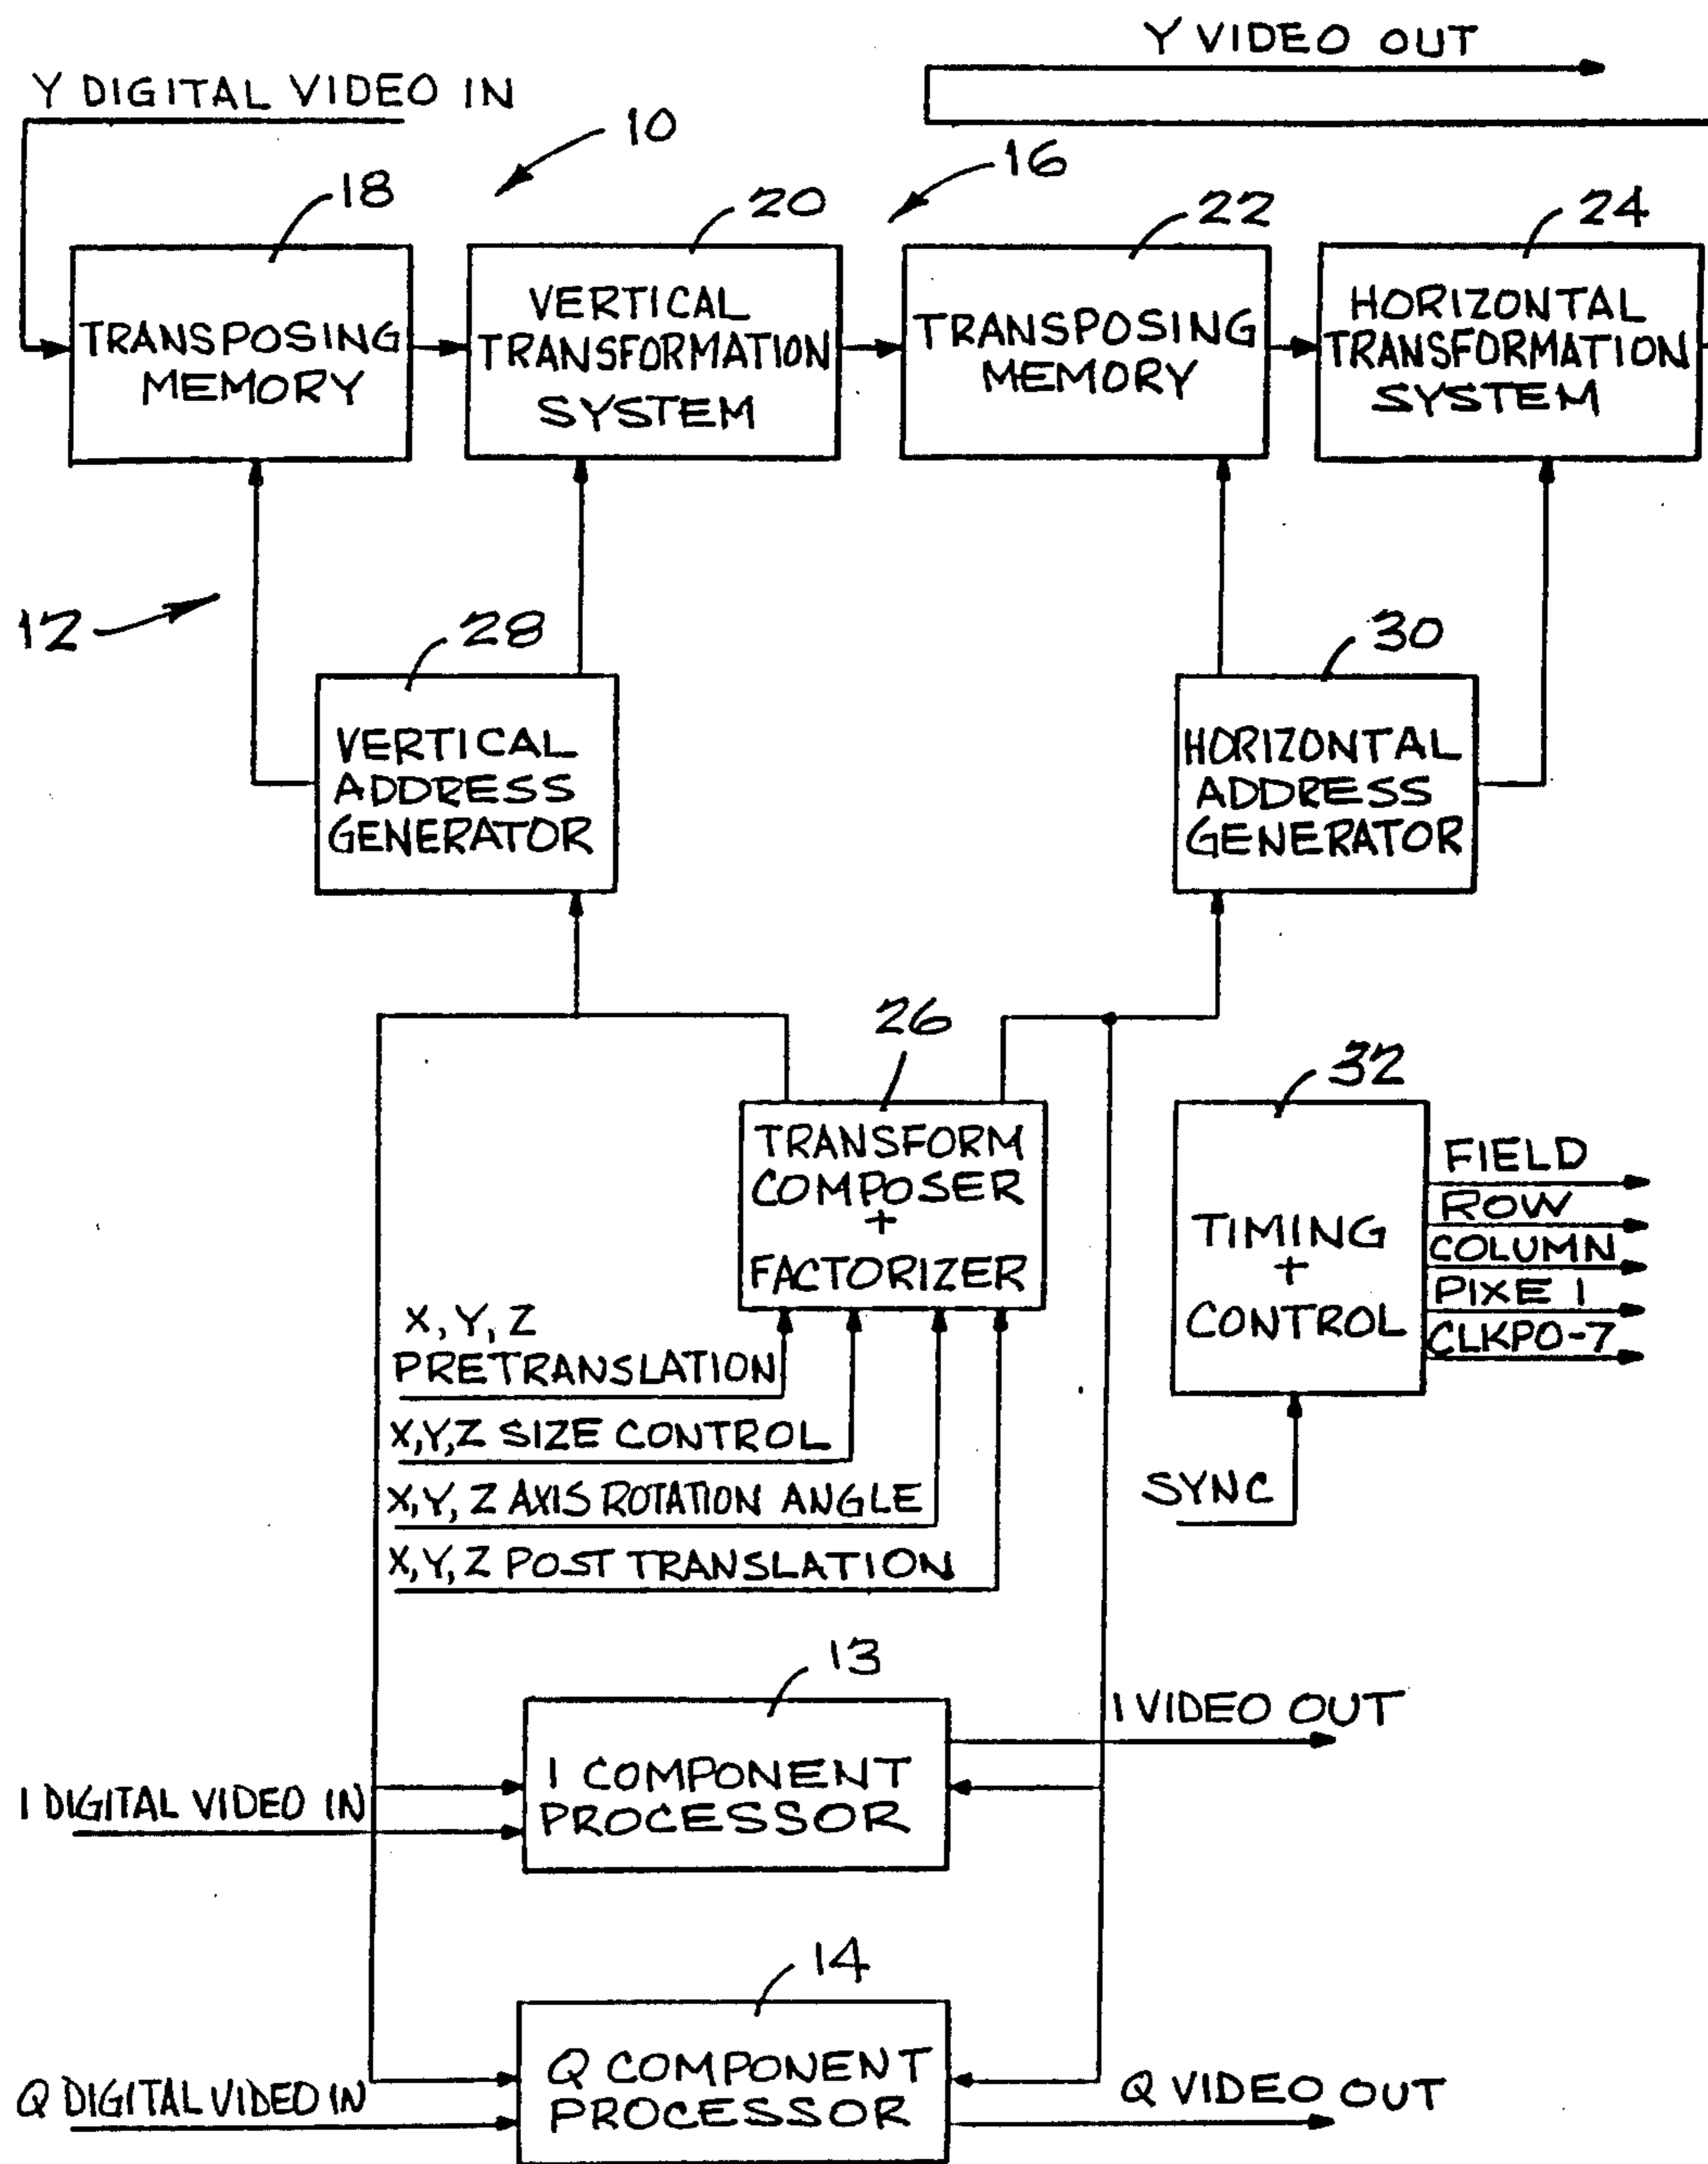 Y VIDEO OUT
Y DIGITAL VIDEO IN
10
16
18
20
22
24
TRANSPOSING
MEMORY
VERTICAL
TRANSFORMATION
SYSTEM
TRANSPOSING
MEMORY
HORIZONTAL
TRANSFORMATION
SYSTEM
12
28
30
VERTICAL
ADDRESS
GENERATOR
HORIZONTAL
ADDRESS
GENERATOR
26
32
TRANSFORM
COMPOSER
+
FACTORIZER
TIMING
+
CONTROL
FIELD
ROW
COLUMN
PIXE 1
CLKPO-7
X, Y, Z
PRETRANSLATION
X,Y,Z SIZE CONTROL
X,Y, Z AXIS ROTATION ANGLE
X,Y, Z POST TRANSLATION
SYNC
13
I VIDEO OUT
I COMPONENT
PROCESSOR
I DIGITAL VIDEO IN
14
Q COMPONENT
PROCESSOR
Q DIGITAL VIDEO IN
Q VIDEO OUT